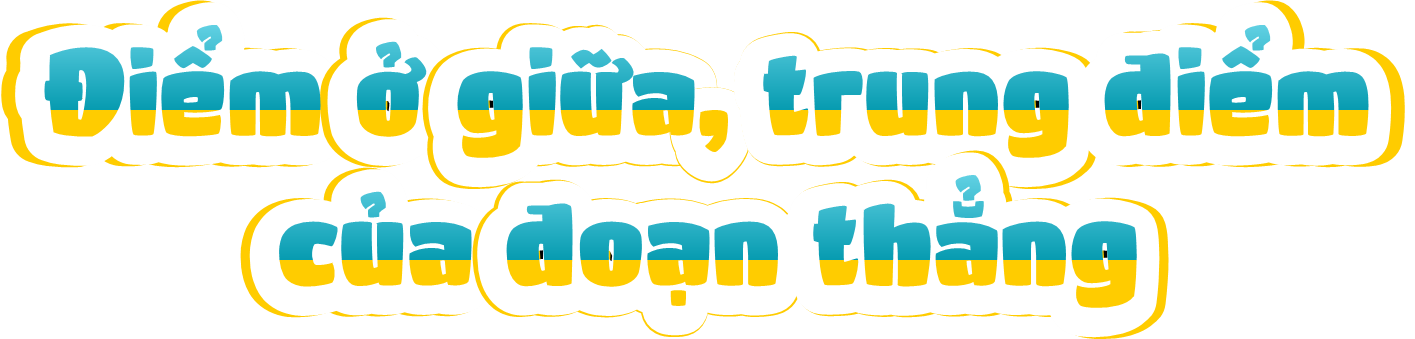 Điểm ở giữa, trung điểm
của đoạn thẳng